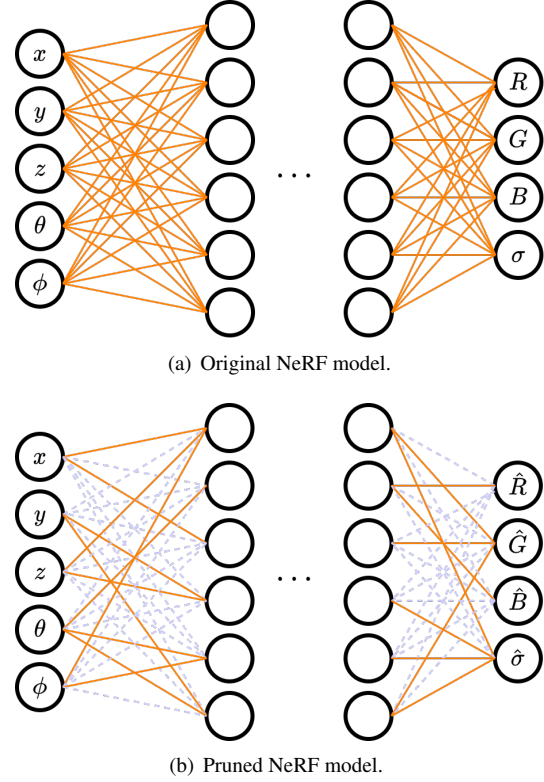 x
y
z
θ
ϕ
. . .
R
G
B
σ
(a) Original NeRF model.
x
y
z
θ
ϕ
. . .
R̂
Ĝ
B̂
σ̂
(b) Pruned NeRF model.